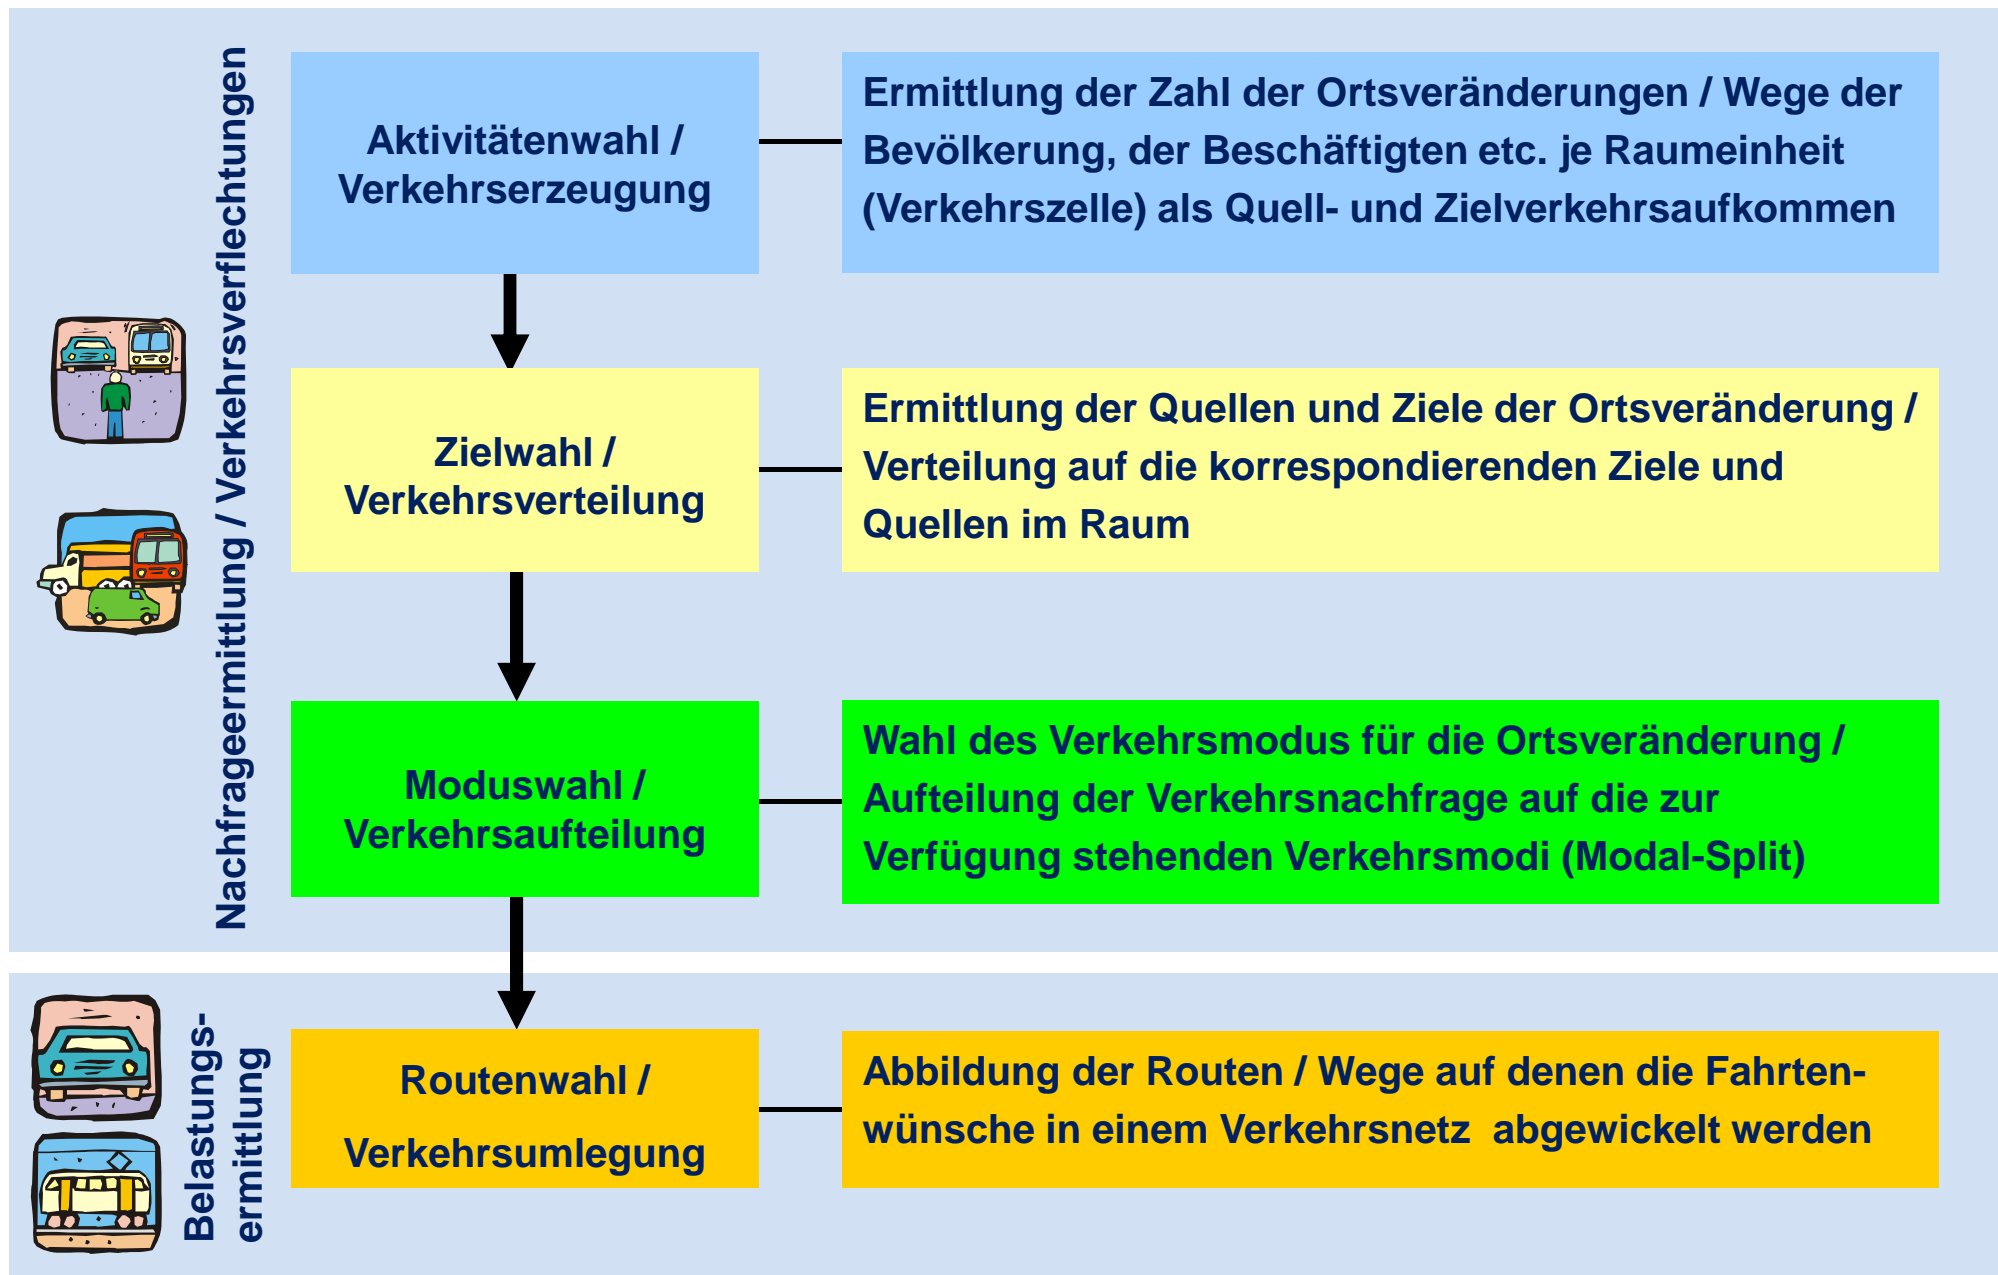 Nachfrageermittlung / Verkehrsverflechtungen
Aktivitätenwahl /
Verkehrserzeugung
Ermittlung der Zahl der Ortsveränderungen / Wege der
Bevölkerung, der Beschäftigten etc. je Raumeinheit
(Verkehrszelle) als Quell- und Zielverkehrsaufkommen
Zielwahl /
Verkehrsverteilung
Ermittlung der Quellen und Ziele der Ortsveränderung /
Verteilung auf die korrespondierenden Ziele und
Quellen im Raum
Moduswahl /
Verkehrsaufteilung
Wahl des Verkehrsmodus für die Ortsveränderung /
Aufteilung der Verkehrsnachfrage auf die zur
Verfügung stehenden Verkehrsmodi (Modal-Split)
Belastungs-
ermittlung
Routenwahl /
Verkehrsumlegung
Abbildung der Routen / Wege auf denen die Fahrten-
wünsche in einem Verkehrsnetz  abgewickelt werden